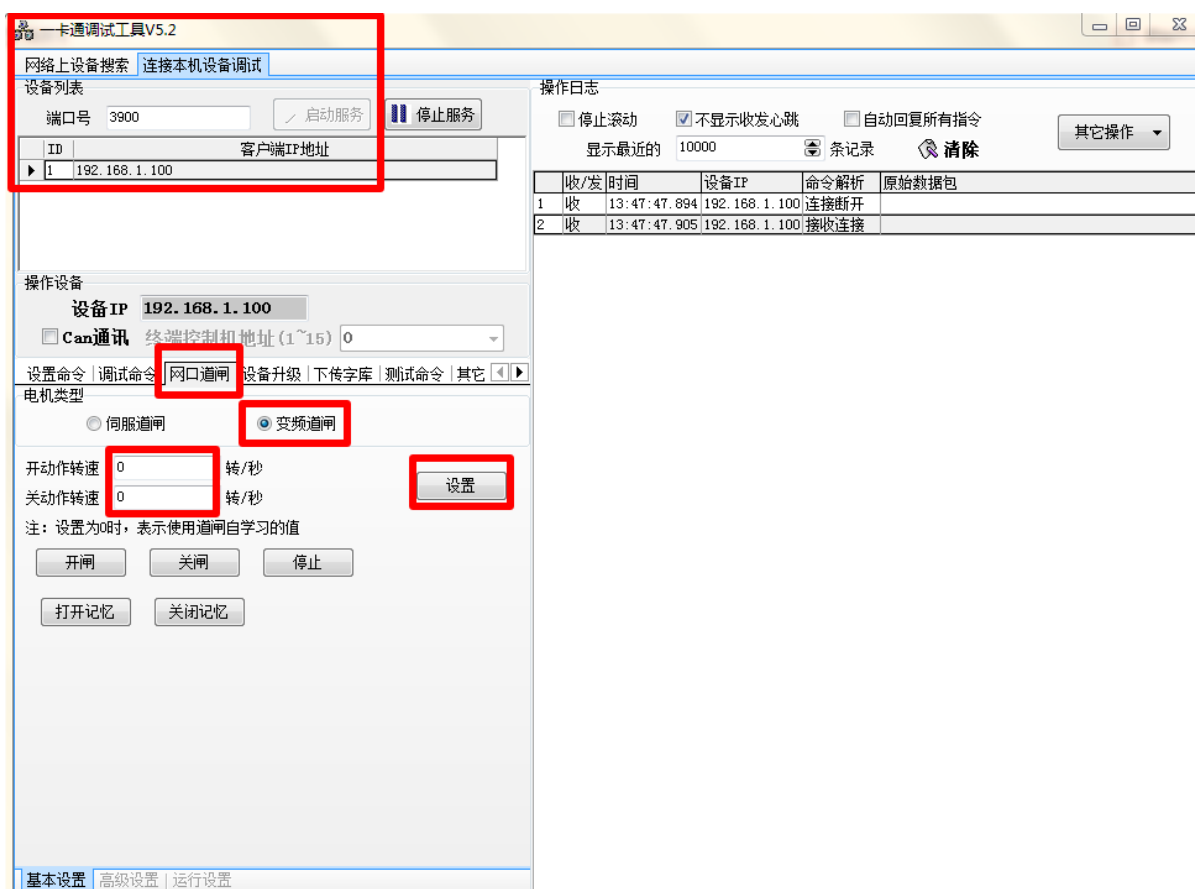 一卡通调试工具V5.2
网络上设备搜索 连接本机设备调试
设备列表
端口号 3900 启动服务 停止服务
ID 客户端IP地址
1 192.168.1.100
操作设备
设备IP 192.168.1.100
Can通讯 终端控制机地址(1~15) 0
设置命令 调试命令 网口道闸 设备升级 下传字库 测试命令 其它
电机类型
伺服道闸 变频道闸
开动作转速 0 转/秒
关动作转速 0 转/秒
设置
注：设置为0时，表示使用道闸自学习的值
开闸 关闸 停止
打开记忆 关闭记忆
基本设置 高级设置 运行设置
操作日志
停止滚动 不显示收发心跳 自动回复所有指令
其它操作
显示最近的 10000 条记录 清除
收/发 时间 设备IP 命令解析 原始数据包
1 收 13:47:47.894 192.168.1.100 连接断开
2 收 13:47:47.905 192.168.1.100 接收连接